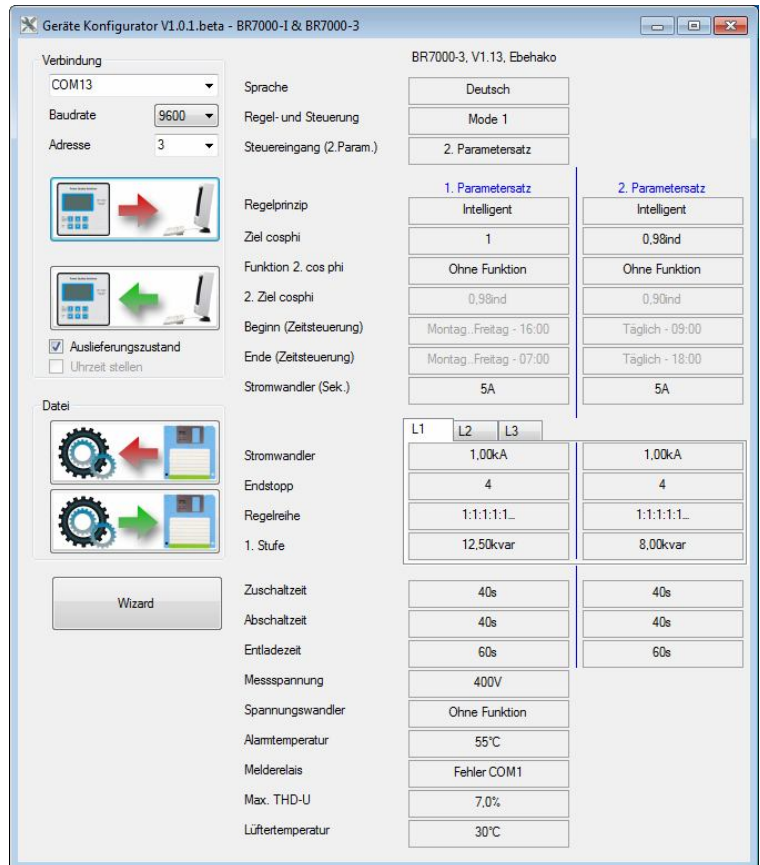 Geräte Konfigurator V1.0.1.beta - BR7000-I & BR7000-3
Verbindung
COM13
Baudrate 9600
Adresse 3
Auslieferungszustand
Uhrzeit stellen
Datei
Wizard
BR7000-3, V1.13, Ebehako
Sprache Deutsch
Regel- und Steuerung Mode 1
Steuereingang (2.Param.) 2. Parametersatz
1. Parametersatz 2. Parametersatz
Regelprinzip Intelligent Intelligent
Ziel cosphi 1 0,98ind
Funktion 2. cos phi Ohne Funktion Ohne Funktion
2. Ziel cosphi 0,98ind 0,90ind
Beginn (Zeitsteuerung) Montag..Freitag - 16:00 Täglich - 09:00
Ende (Zeitsteuerung) Montag..Freitag - 07:00 Täglich - 18:00
Stromwandler (Sek.) 5A 5A
L1 L2 L3
Stromwandler 1,00kA 1,00kA
Endstopp 4 4
Regelreihe 1:1:1:1:1... 1:1:1:1:1...
1. Stufe 12,50kvar 8,00kvar
Zuschaltzeit 40s 40s
Abschaltzeit 40s 40s
Entladezeit 60s 60s
Messspannung 400V
Spannungswandler Ohne Funktion
Alarmtemperatur 55°C
Melderelais Fehler COM1
Max. THD-U 7,0%
Lüftertemperatur 30°C